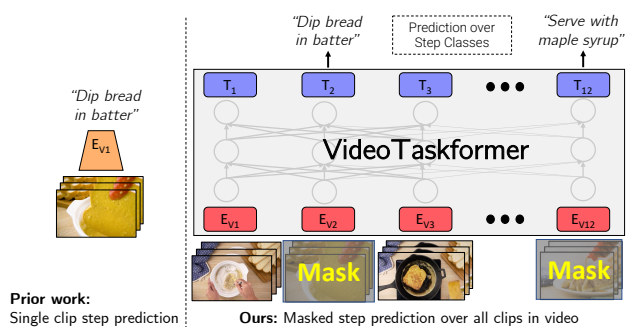 “Dip bread
in batter”
E_V1
Prior work:
Single clip step prediction
“Dip bread
in batter”
Prediction over
Step Classes
“Serve with
maple syrup”
T_1 T_2 T_3 ••• T_12
VideoTaskformer
E_V1 E_V2 E_V3 ••• E_V12
Mask Mask
Ours: Masked step prediction over all clips in video